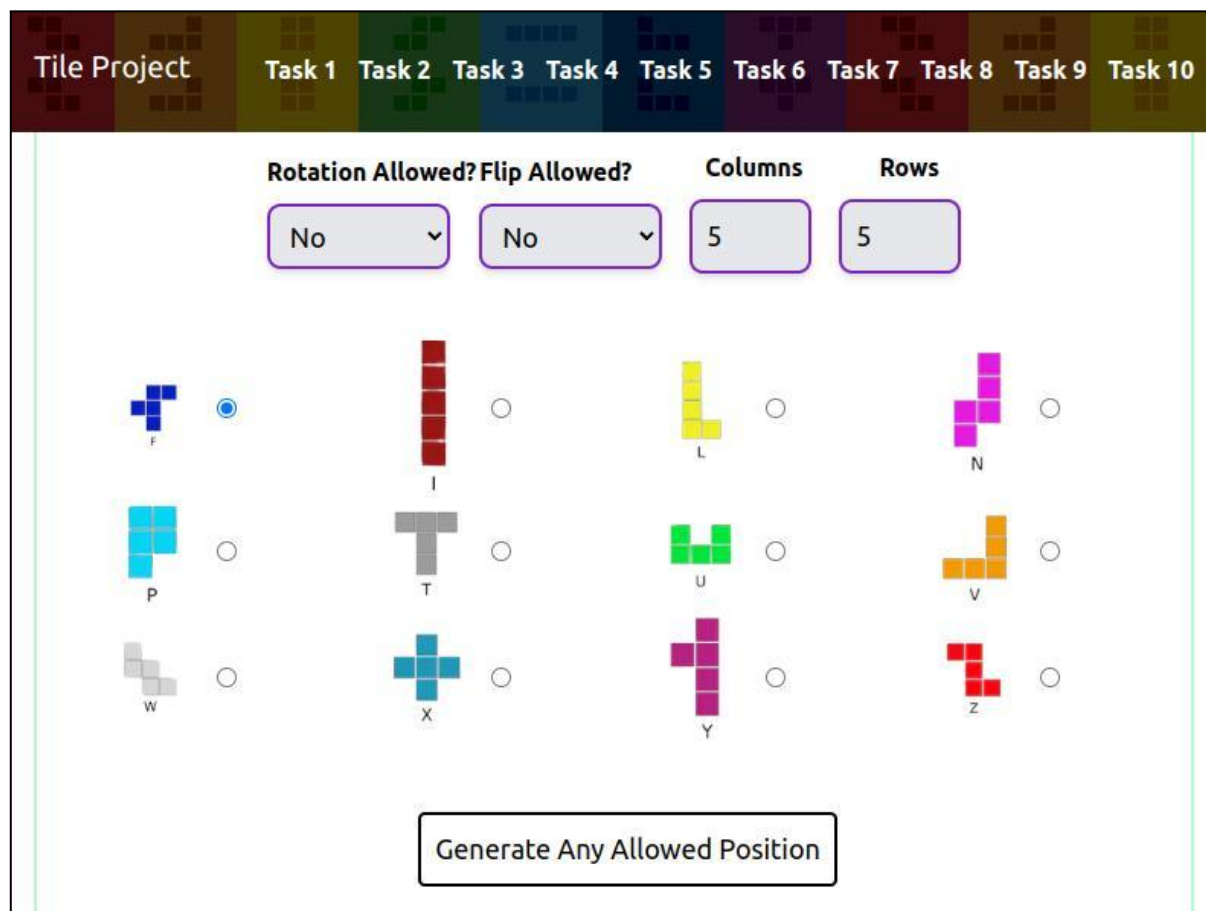 Tile Project Task 1 Task 2 Task 3 Task 4 Task 5 Task 6 Task 7 Task 8 Task 9 Task 10
Rotation Allowed? Flip Allowed? Columns Rows
No No 5 5
F I L N
P T U V
W X Y Z
Generate Any Allowed Position